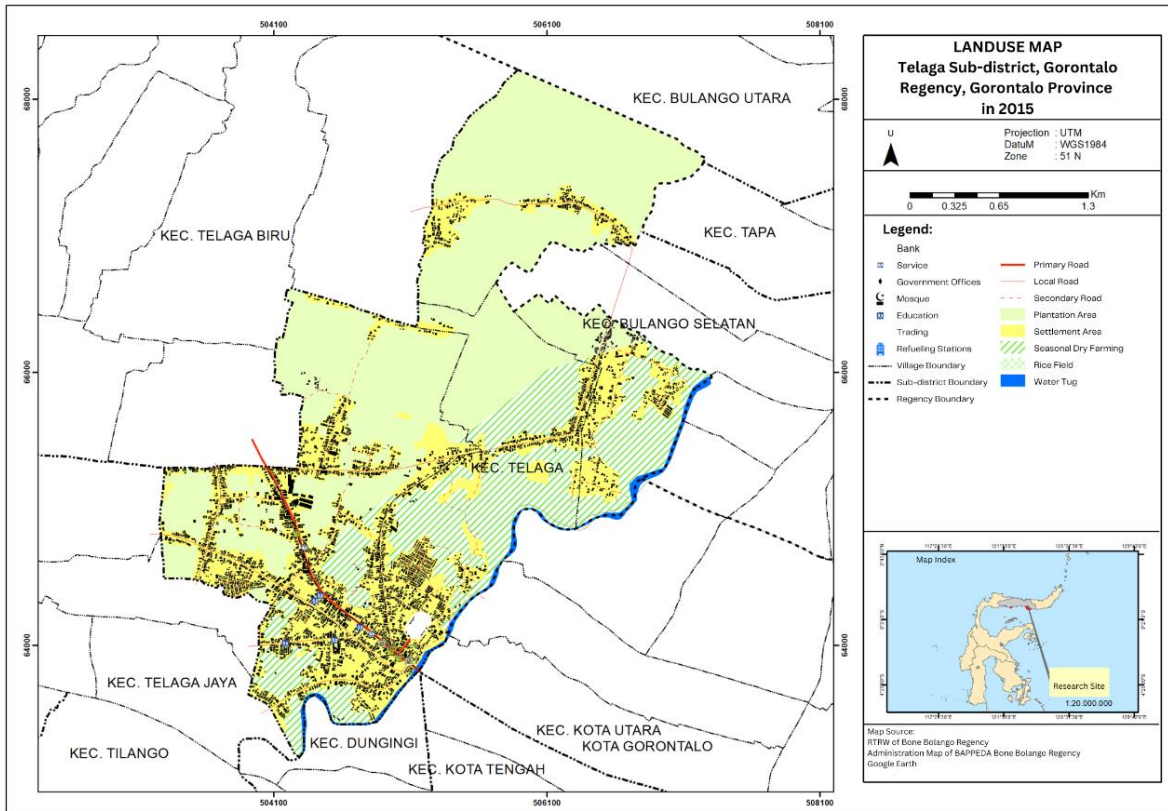 504100
506100
508100
68000
68000
66000
66000
64000
64000
504100
506100
508100
KEC. BULANGO UTARA
KEC. TELAGA BIRU
KEC. TAPA
KEC. BULANGO SELATAN
KEC. TELAGA
KEC. TELAGA JAYA
KEC. TILANGO
KEC. DUNGINGI
KEC. KOTA TENGAH
KEC. KOTA UTARA
KOTA GORONTALO
LANDUSE MAP
Telaga Sub-district, Gorontalo
Regency, Gorontalo Province
in 2015
U
Projection : UTM
DatuM : WGS1984
Zone : 51 N
Km
0 0.325 0.65 1.3
Legend:
Bank
Service
Government Offices
Mosque
Education
Trading
Refueling Stations
Village Boundary
Sub-district Boundary
Regency Boundary
Primary Road
Local Road
Secondary Road
Plantation Area
Settlement Area
Seasonal Dry Farming
Rice Field
Water Tug
Map Index
Research Site
1:20.000.000
Map Source:
RTRW of Bone Bolango Regency
Administration Map of BAPPEDA Bone Bolango Regency
Google Earth